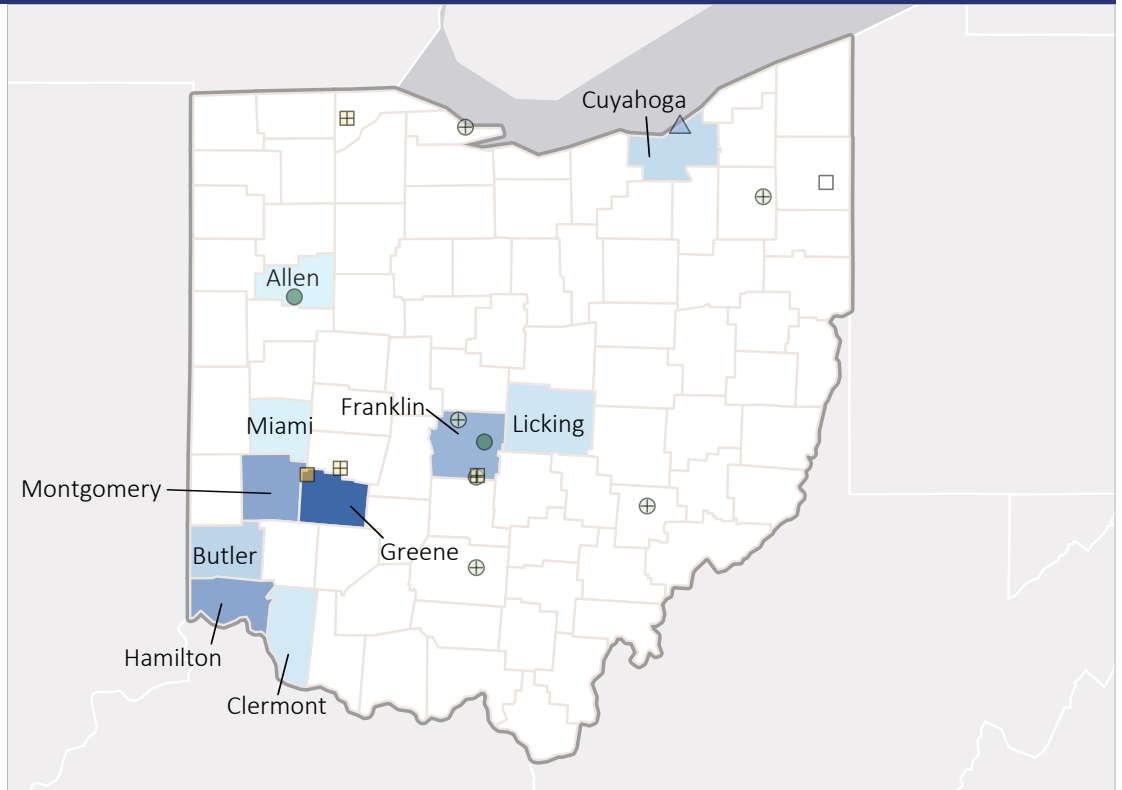 Cuyahoga
Allen
Franklin
Licking
Miami
Montgomery
Greene
Butler
Hamilton
Clermont